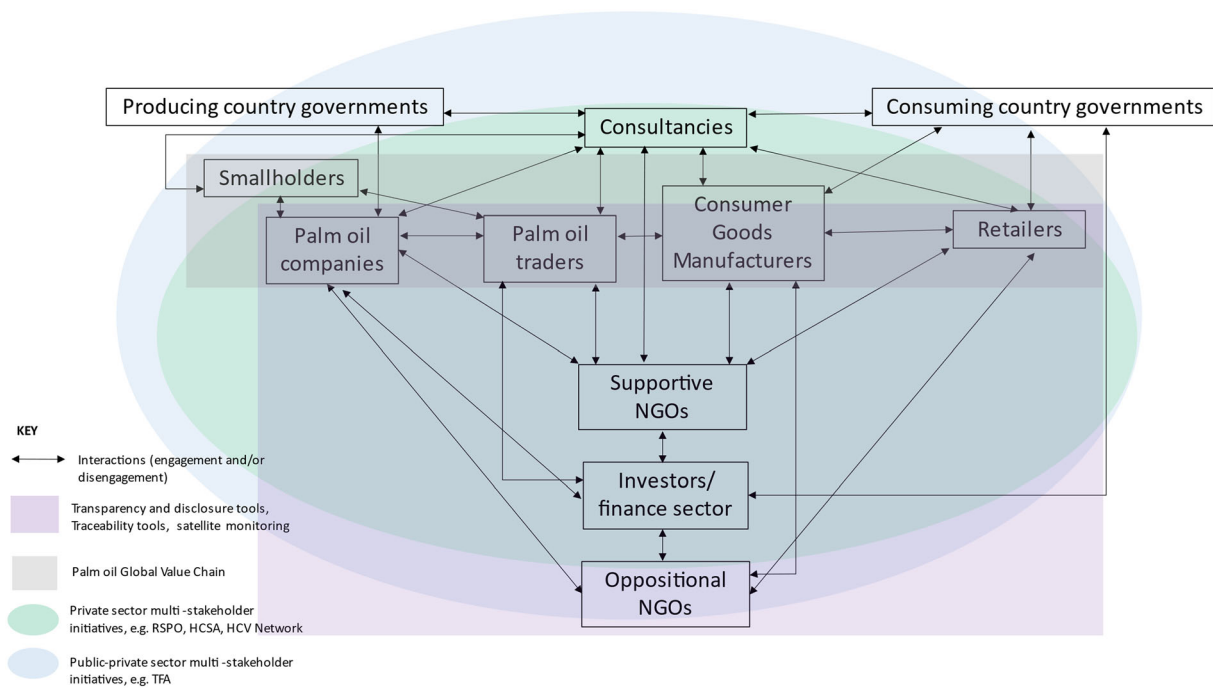 Producing country governments
Consuming country governments
Consultancies
Smallholders
Palm oil
companies
Palm oil
traders
Consumer
Goods
Manufacturers
Retailers
Supportive
NGOs
Investors/
finance sector
Oppositional
NGOs
KEY
Interactions (engagement and/or
disengagement)
Transparency and disclosure tools,
Traceability tools, satellite monitoring
Palm oil Global Value Chain
Private sector multi -stakeholder
initiatives, e.g. RSPO, HCSA, HCV Network
Public-private sector multi -stakeholder
initiatives, e.g. TFA